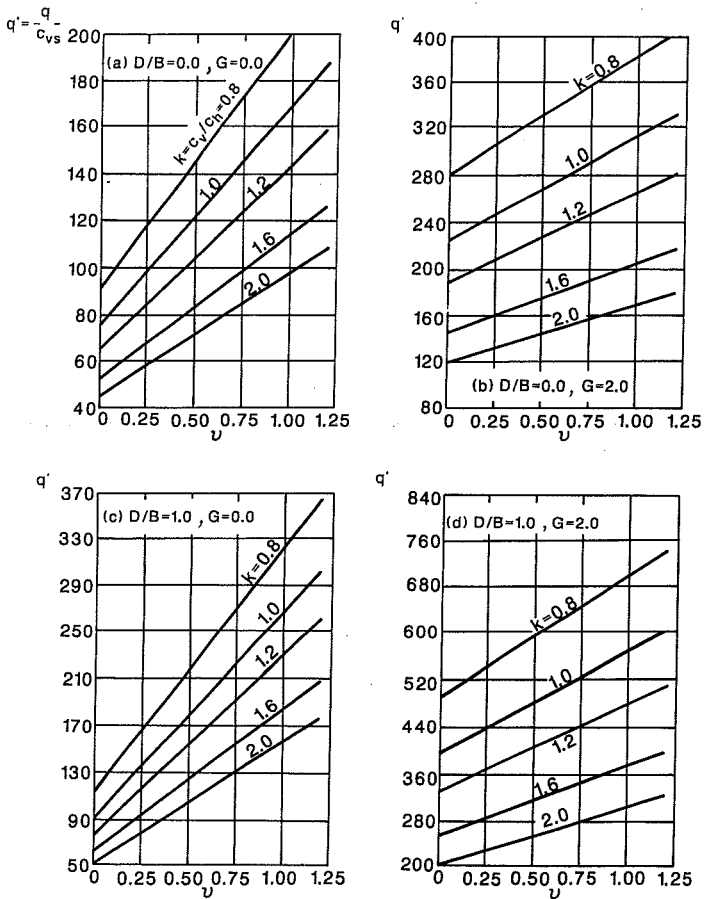 q'= q/c_vs
q'
200
180
160
140
120
100
80
60
40
(a) D/B=0.0 , G=0.0
k=c_v/c_h=0.8
1.0
1.2
1.6
2.0
0 0.25 0.50 0.75 1.00 1.25
υ
400
360
320
280
240
200
160
120
80
k=0.8
1.0
1.2
1.6
2.0
(b) D/B=0.0 , G=2.0
0 0.25 0.50 0.75 1.00 1.25
υ
q'
370
330
290
250
210
170
130
90
50
(c) D/B=1.0 , G=0.0
k=0.8
1.0
1.2
1.6
2.0
0 0.25 0.50 0.75 1.00 1.25
υ
q'
840
760
680
600
520
440
360
280
200
(d) D/B=1.0 , G=2.0
k=0.8
1.0
1.2
1.6
2.0
0 0.25 0.50 0.75 1.00 1.25
υ